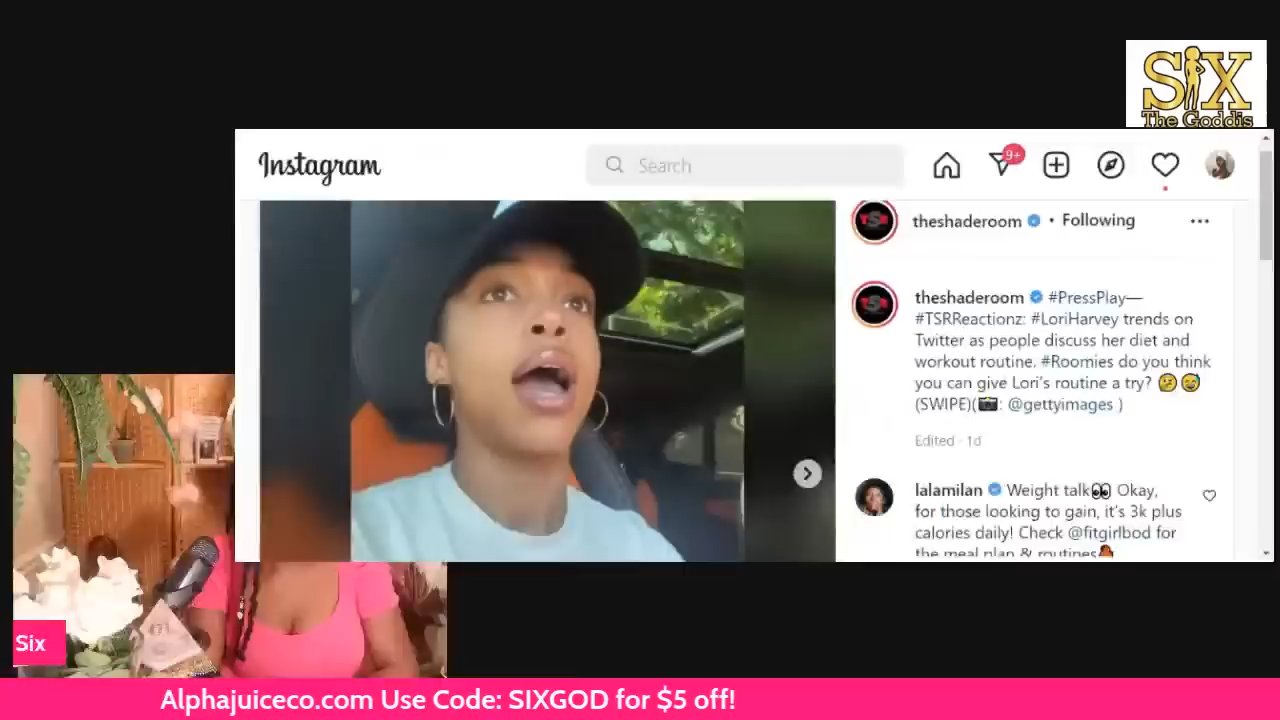 SIX
The Goddis
Instagram
Search
9+
theshaderoom • Following
theshaderoom #PressPlay—
#TSRReactionz: #LoriHarvey trends on
Twitter as people discuss her diet and
workout routine. #Roomies do you think
you can give Lori's routine a try? 🤔😅
(SWIPE)(📸: @gettyimages )
Edited · 1d
lalamilan Weight talk👀 Okay,
for those looking to gain, it's 3k plus
calories daily! Check @fitgirlbod for
the meal plan & routines
Six
Alphajuiceco.com Use Code: SIXGOD for $5 off!